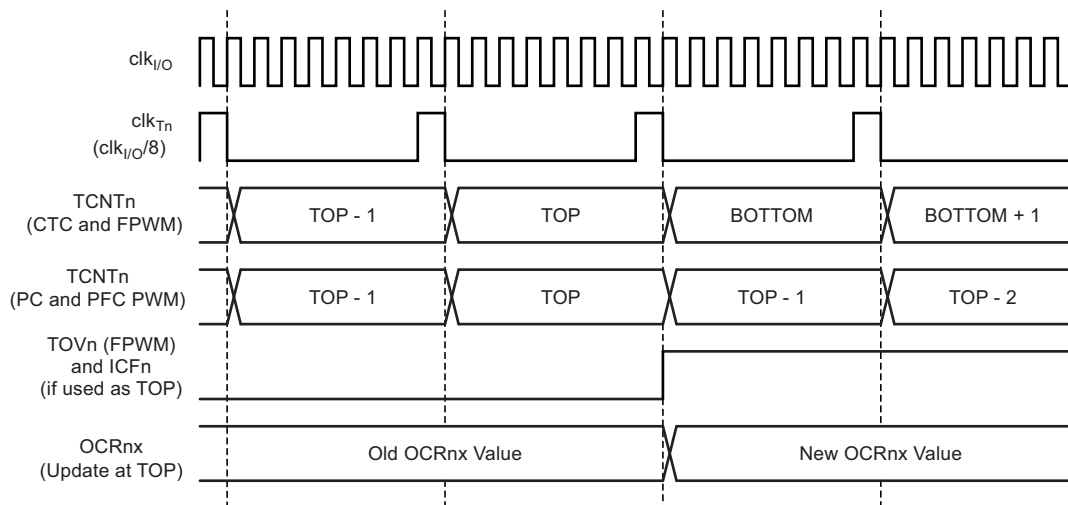 clkI/O
clkTn
(clkI/O/8)
TCNTn
(CTC and FPWM)
TOP - 1
TOP
BOTTOM
BOTTOM + 1
TCNTn
(PC and PFC PWM)
TOP - 1
TOP
TOP - 1
TOP - 2
TOVn (FPWM)
and ICFn
(if used as TOP)
OCRnx
(Update at TOP)
Old OCRnx Value
New OCRnx Value